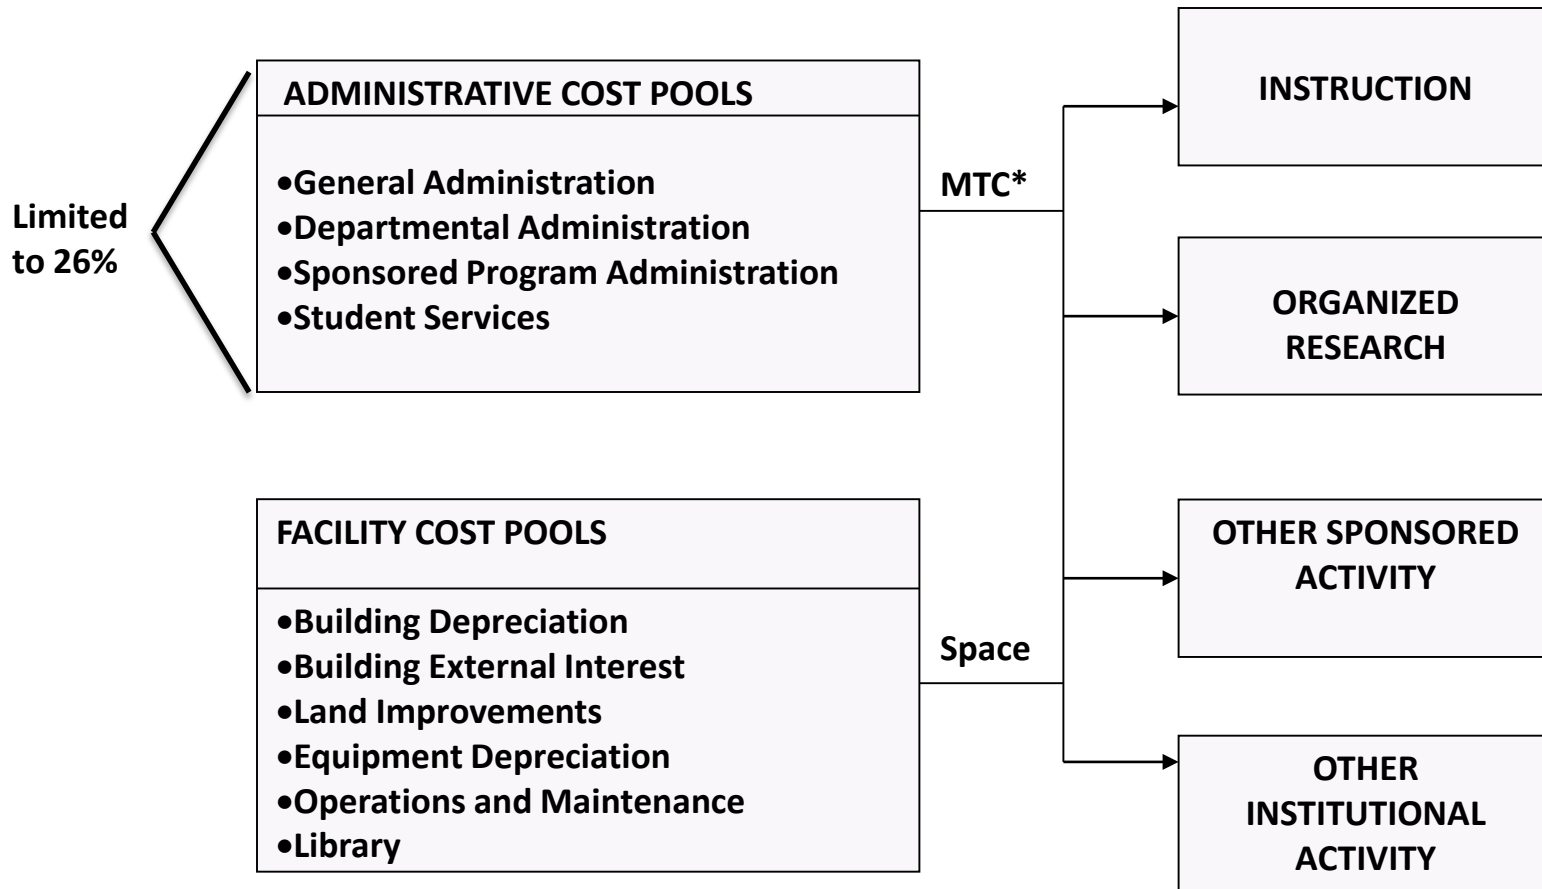 Limited
to 26%
ADMINISTRATIVE COST POOLS
•General Administration
•Departmental Administration
•Sponsored Program Administration
•Student Services
MTC*
FACILITY COST POOLS
•Building Depreciation
•Building External Interest
•Land Improvements
•Equipment Depreciation
•Operations and Maintenance
•Library
Space
INSTRUCTION
ORGANIZED
RESEARCH
OTHER SPONSORED
ACTIVITY
OTHER
INSTITUTIONAL
ACTIVITY